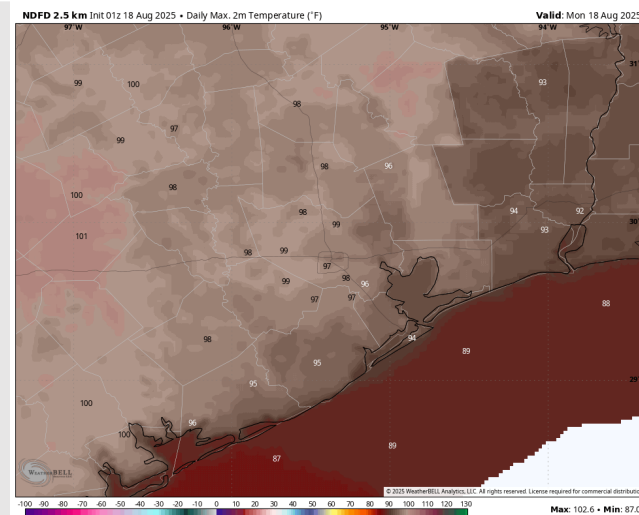 NDFD 2.5 km Init 01z 18 Aug 2025 • Daily Max. 2m Temperature (°F)
Valid: Mon 18 Aug 2025
97°W 96°W 95°W 94°W
31°
99 100 93
98
97
99
98 96
98
100
98 94 92
99 30°
93
101
98 99
97
99 98 96
97 97
88
98 94
89
95
29°
95
100
96
100
89
87
WEATHERBELL
© 2025 WeatherBELL Analytics, LLC. All rights reserved. License required for commercial distributio
-100 -90 -80 -70 -60 -50 -40 -30 -20 -10 0 10 20 30 40 50 60 70 80 90 100 110 120 130
Max: 102.6 • Min: 87.